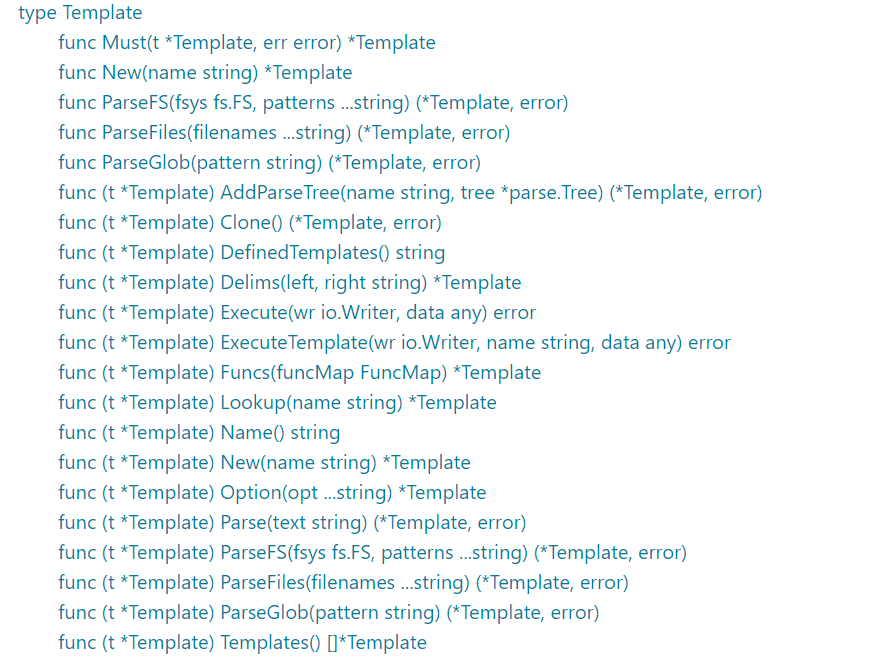 type Template
func Must(t *Template, err error) *Template
func New(name string) *Template
func ParseFS(fsys fs.FS, patterns ...string) (*Template, error)
func ParseFiles(filenames ...string) (*Template, error)
func ParseGlob(pattern string) (*Template, error)
func (t *Template) AddParseTree(name string, tree *parse.Tree) (*Template, error)
func (t *Template) Clone() (*Template, error)
func (t *Template) DefinedTemplates() string
func (t *Template) Delims(left, right string) *Template
func (t *Template) Execute(wr io.Writer, data any) error
func (t *Template) ExecuteTemplate(wr io.Writer, name string, data any) error
func (t *Template) Funcs(funcMap FuncMap) *Template
func (t *Template) Lookup(name string) *Template
func (t *Template) Name() string
func (t *Template) New(name string) *Template
func (t *Template) Option(opt ...string) *Template
func (t *Template) Parse(text string) (*Template, error)
func (t *Template) ParseFS(fsys fs.FS, patterns ...string) (*Template, error)
func (t *Template) ParseFiles(filenames ...string) (*Template, error)
func (t *Template) ParseGlob(pattern string) (*Template, error)
func (t *Template) Templates() []*Template